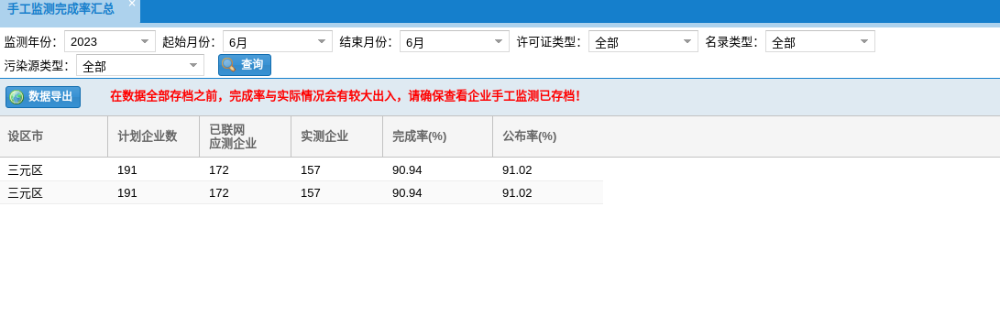 手工监测完成率汇总 ×
监测年份： 2023 起始月份： 6月 结束月份： 6月 许可证类型： 全部 名录类型： 全部
污染源类型： 全部 查询
数据导出 在数据全部存档之前，完成率与实际情况会有较大出入，请确保查看企业手工监测已存档！
设区市 计划企业数 已联网 应测企业 实测企业 完成率(%) 公布率(%)
三元区 191 172 157 90.94 91.02
三元区 191 172 157 90.94 91.02